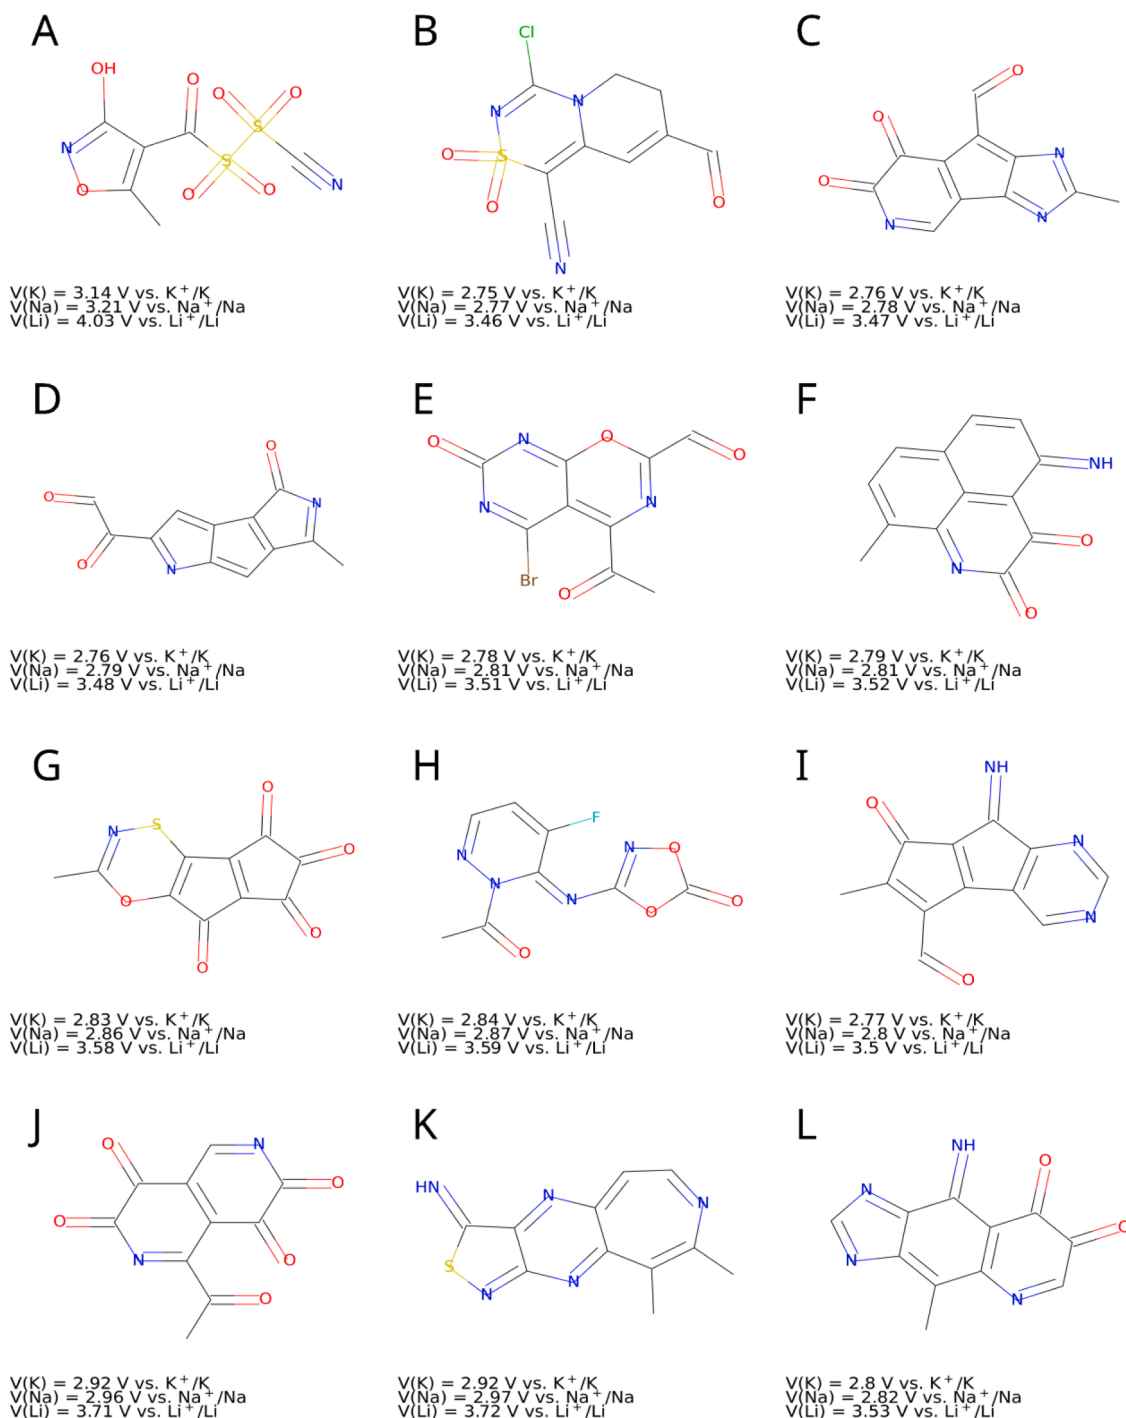 A
B
C
OH
O
O
O
S
S
O
O
N
O
Cl
N
N
O
S
O
N
O
O
O
O
N
N
N
V(K) = 3.14 V vs. K⁺/K
V(Na) = 3.21 V vs. Na⁺/Na
V(Li) = 4.03 V vs. Li⁺/Li
V(K) = 2.75 V vs. K⁺/K
V(Na) = 2.77 V vs. Na⁺/Na
V(Li) = 3.46 V vs. Li⁺/Li
V(K) = 2.76 V vs. K⁺/K
V(Na) = 2.78 V vs. Na⁺/Na
V(Li) = 3.47 V vs. Li⁺/Li
D
E
F
O
O
O
N
N
O
N
O
O
N
N
Br
O
NH
O
N
O
V(K) = 2.76 V vs. K⁺/K
V(Na) = 2.79 V vs. Na⁺/Na
V(Li) = 3.48 V vs. Li⁺/Li
V(K) = 2.78 V vs. K⁺/K
V(Na) = 2.81 V vs. Na⁺/Na
V(Li) = 3.51 V vs. Li⁺/Li
V(K) = 2.79 V vs. K⁺/K
V(Na) = 2.81 V vs. Na⁺/Na
V(Li) = 3.52 V vs. Li⁺/Li
G
H
I
N
S
O
O
O
O
O
F
N
N
N
N
O
O
O
O
NH
O
N
N
O
V(K) = 2.83 V vs. K⁺/K
V(Na) = 2.86 V vs. Na⁺/Na
V(Li) = 3.58 V vs. Li⁺/Li
V(K) = 2.84 V vs. K⁺/K
V(Na) = 2.87 V vs. Na⁺/Na
V(Li) = 3.59 V vs. Li⁺/Li
V(K) = 2.77 V vs. K⁺/K
V(Na) = 2.8 V vs. Na⁺/Na
V(Li) = 3.5 V vs. Li⁺/Li
J
K
L
O
N
O
O
N
O
O
HN
N
N
S
N
N
NH
O
N
O
N
N
V(K) = 2.92 V vs. K⁺/K
V(Na) = 2.96 V vs. Na⁺/Na
V(Li) = 3.71 V vs. Li⁺/Li
V(K) = 2.92 V vs. K⁺/K
V(Na) = 2.97 V vs. Na⁺/Na
V(Li) = 3.72 V vs. Li⁺/Li
V(K) = 2.8 V vs. K⁺/K
V(Na) = 2.82 V vs. Na⁺/Na
V(Li) = 3.53 V vs. Li⁺/Li